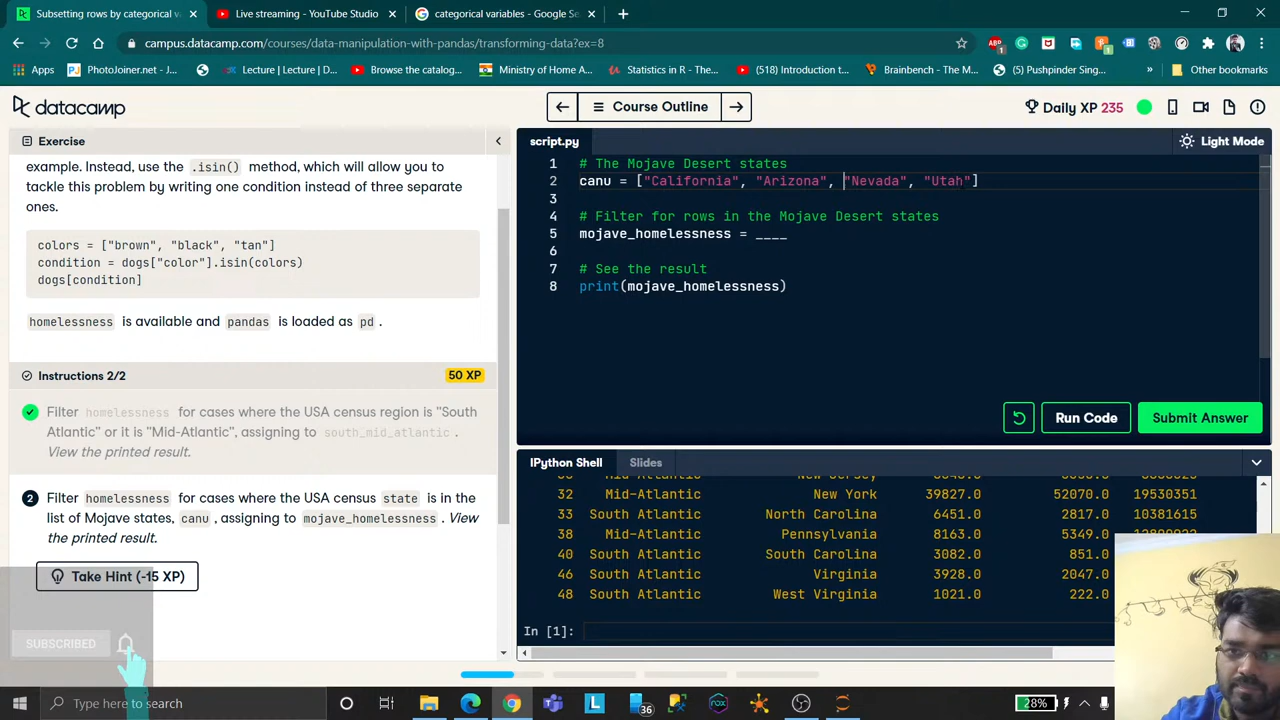 Subsetting rows by categorical v
Live streaming - YouTube Studio
categorical variables - Google Se
campus.datacamp.com/courses/data-manipulation-with-pandas/transforming-data?ex=8
Apps
PhotoJoiner.net - J...
Lecture | Lecture | D...
Browse the catalog...
Ministry of Home A...
Statistics in R - The...
(518) Introduction t...
Brainbench - The M...
(5) Pushpinder Sing...
»
Other bookmarks
datacamp
Course Outline
Daily XP 235
Exercise
script.py
Light Mode
example. Instead, use the .isin() method, which will allow you to
tackle this problem by writing one condition instead of three separate
ones.
colors = ["brown", "black", "tan"]
condition = dogs["color"].isin(colors)
dogs[condition]
homelessness is available and pandas is loaded as pd .
Instructions 2/2
50 XP
Filter homelessness for cases where the USA census region is "South
Atlantic" or it is "Mid-Atlantic", assigning to south_mid_atlantic .
View the printed result.
2 Filter homelessness for cases where the USA census state is in the
list of Mojave states, canu , assigning to mojave_homelessness . View
the printed result.
Take Hint (-15 XP)
SUBSCRIBED
1 # The Mojave Desert states
2 canu = ["California", "Arizona", "Nevada", "Utah"]
3
4 # Filter for rows in the Mojave Desert states
5 mojave_homelessness = ____
6
7 # See the result
8 print(mojave_homelessness)
Run Code
Submit Answer
IPython Shell
Slides
32 Mid-Atlantic New York 39827.0 52070.0 19530351
33 South Atlantic North Carolina 6451.0 2817.0 10381615
38 Mid-Atlantic Pennsylvania 8163.0 5349.0
40 South Atlantic South Carolina 3082.0 851.0
46 South Atlantic Virginia 3928.0 2047.0
48 South Atlantic West Virginia 1021.0 222.0
In [1]:
Type here to search
36
28%